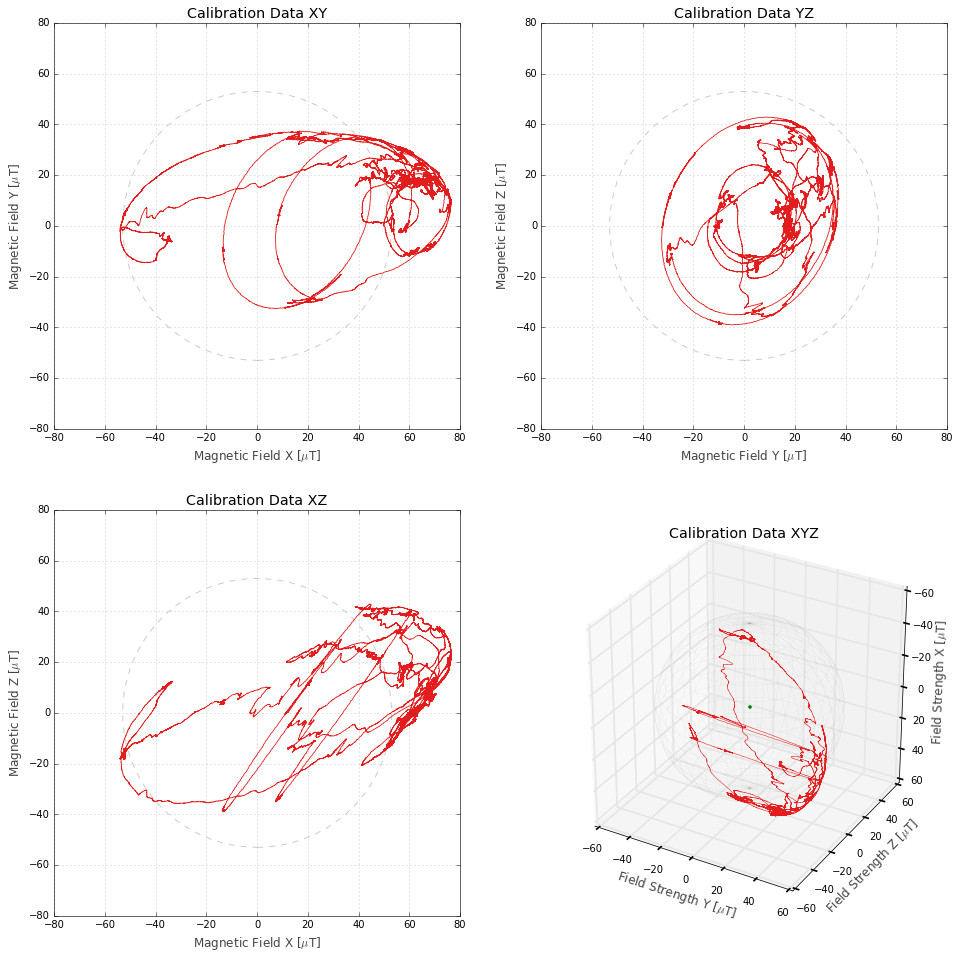 Calibration Data XY
80
60
40
20
0
−20
−40
−60
−80
Magnetic Field Y [μT]
−80 −60 −40 −20 0 20 40 60 80
Magnetic Field X [μT]
Calibration Data YZ
80
60
40
20
0
−20
−40
−60
−80
Magnetic Field Z [μT]
−80 −60 −40 −20 0 20 40 60 80
Magnetic Field Y [μT]
Calibration Data XZ
80
60
40
20
0
−20
−40
−60
−80
Magnetic Field Z [μT]
−80 −60 −40 −20 0 20 40 60 80
Magnetic Field X [μT]
Calibration Data XYZ
−60
−40
−20
0
20
40
60
Field Strength X [μT]
60
40
20
0
−20
−40
−60
Field Strength Z [μT]
−60 −40 −20 0 20 40 60
Field Strength Y [μT]